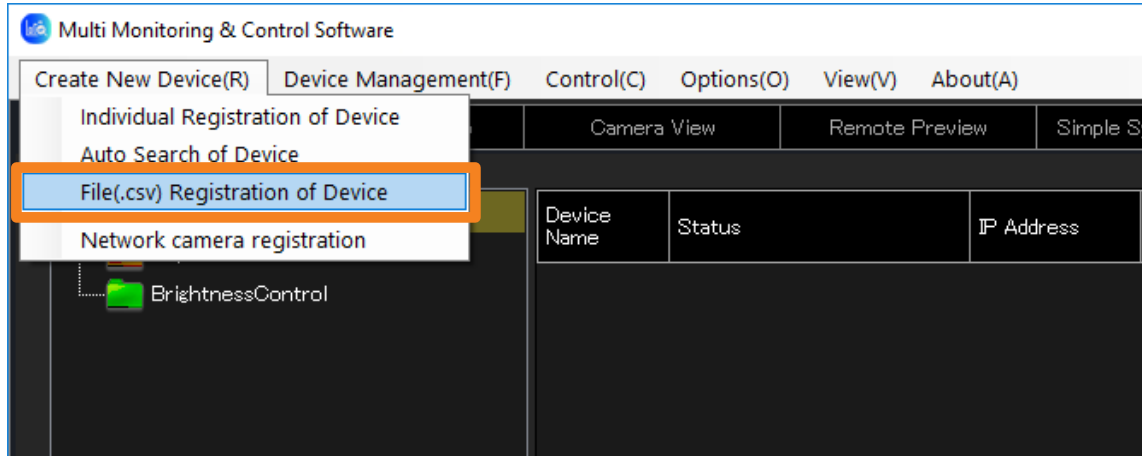 Multi Monitoring & Control Software
Create New Device(R) Device Management(F) Control(C) Options(O) View(V) About(A)
Individual Registration of Device
Camera View Remote Preview Simple
Auto Search of Device
File(.csv) Registration of Device
Device Name Status IP Address
Network camera registration
BrightnessControl